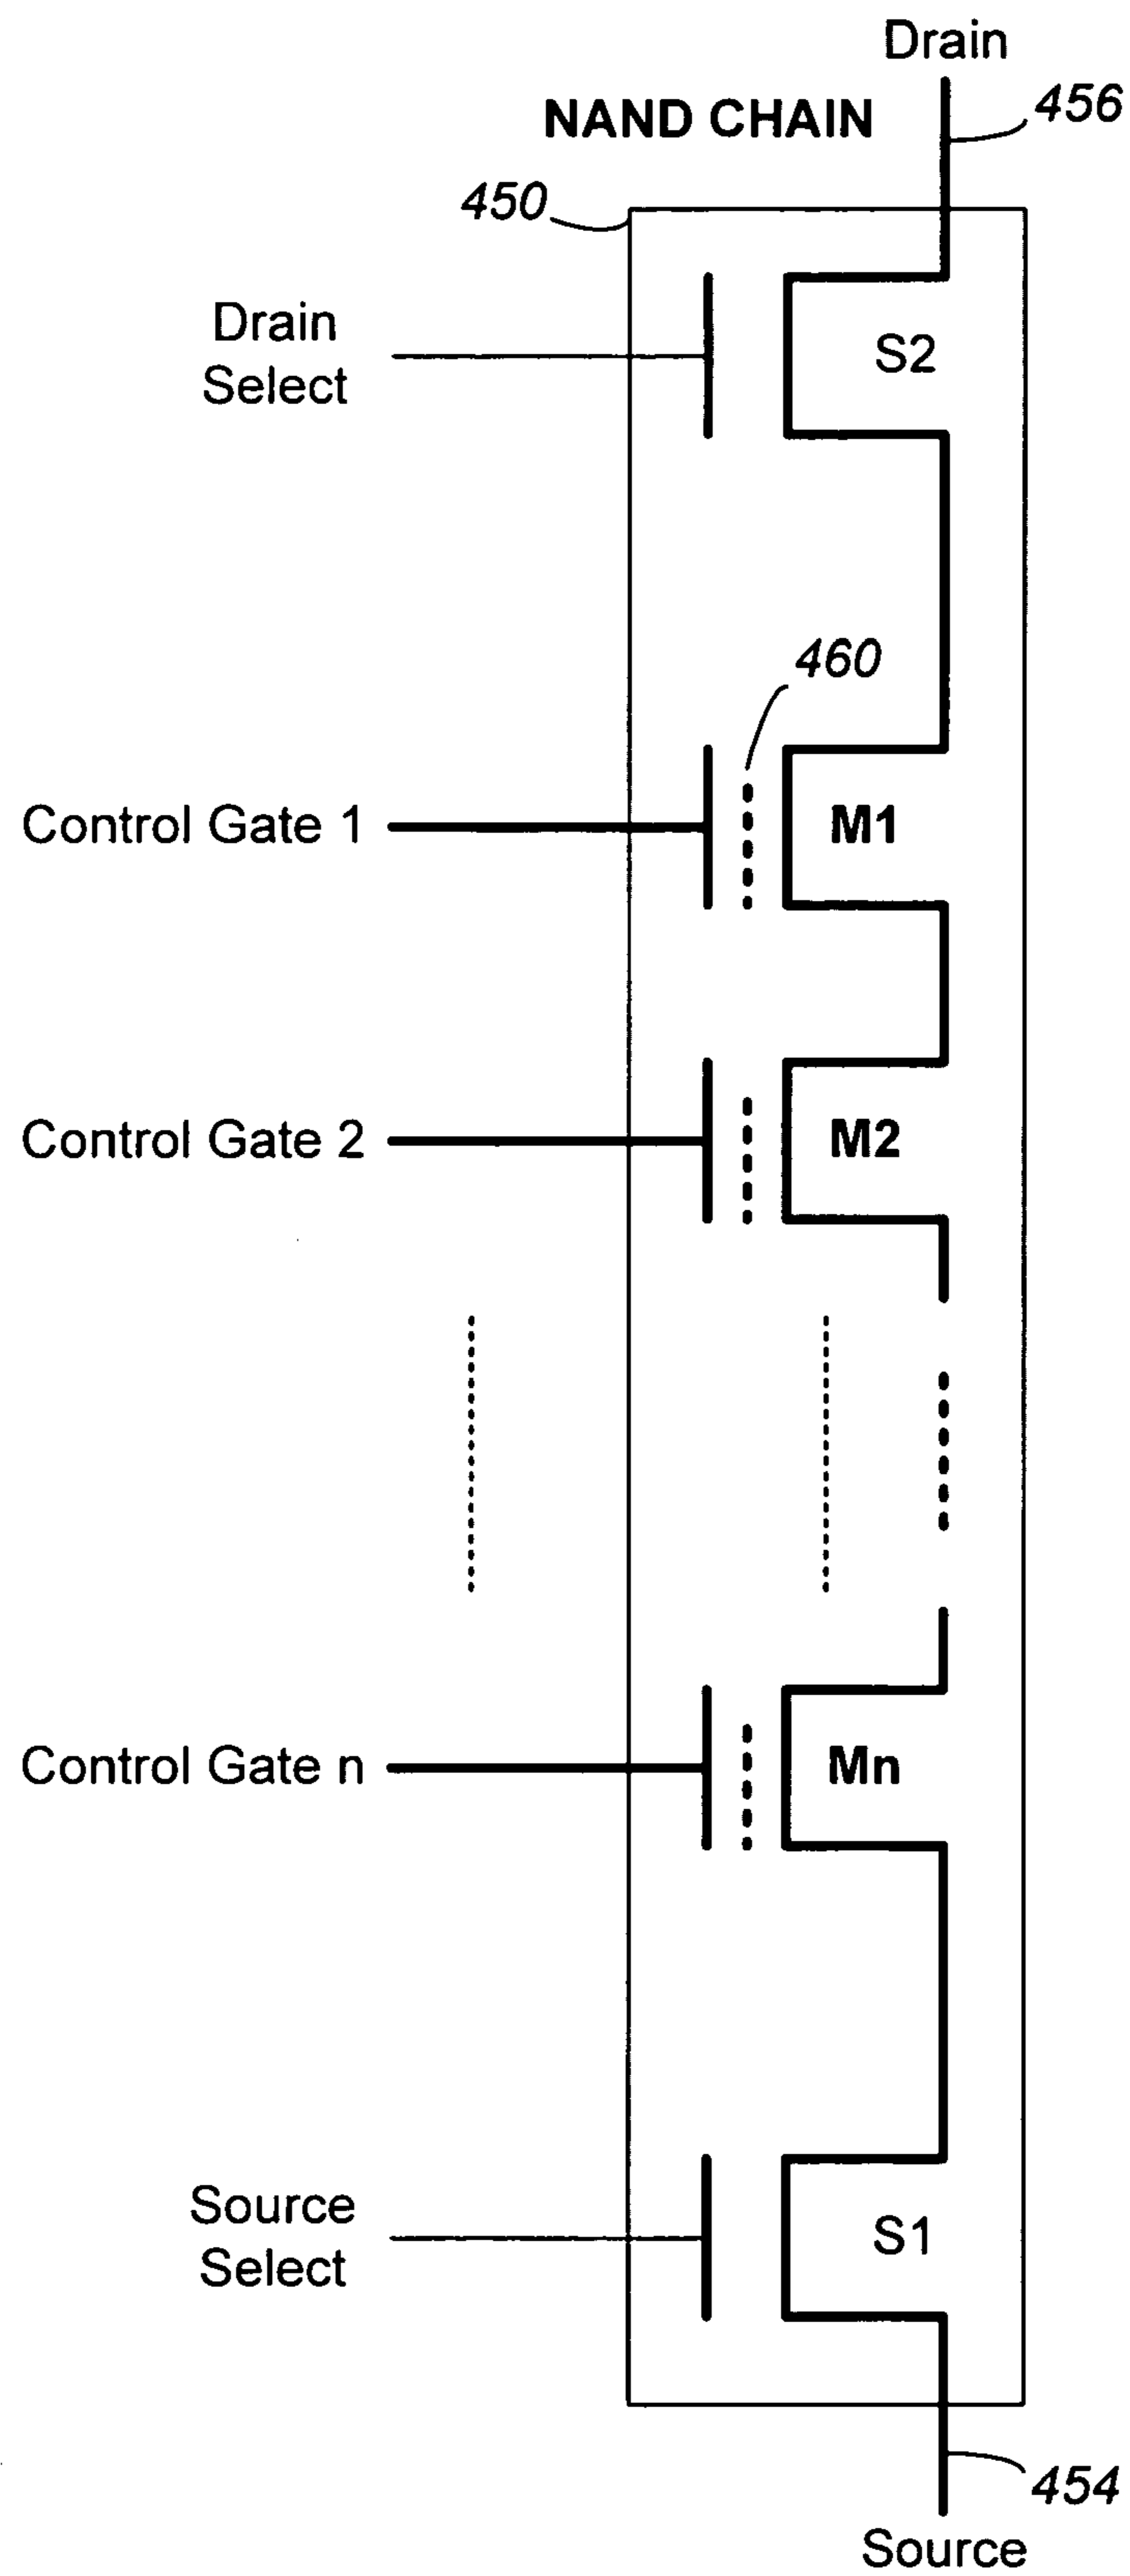 Drain
456
NAND CHAIN
450
Drain
Select
S2
460
Control Gate 1
M1
Control Gate 2
M2
Control Gate n
Mn
Source
Select
S1
454
Source